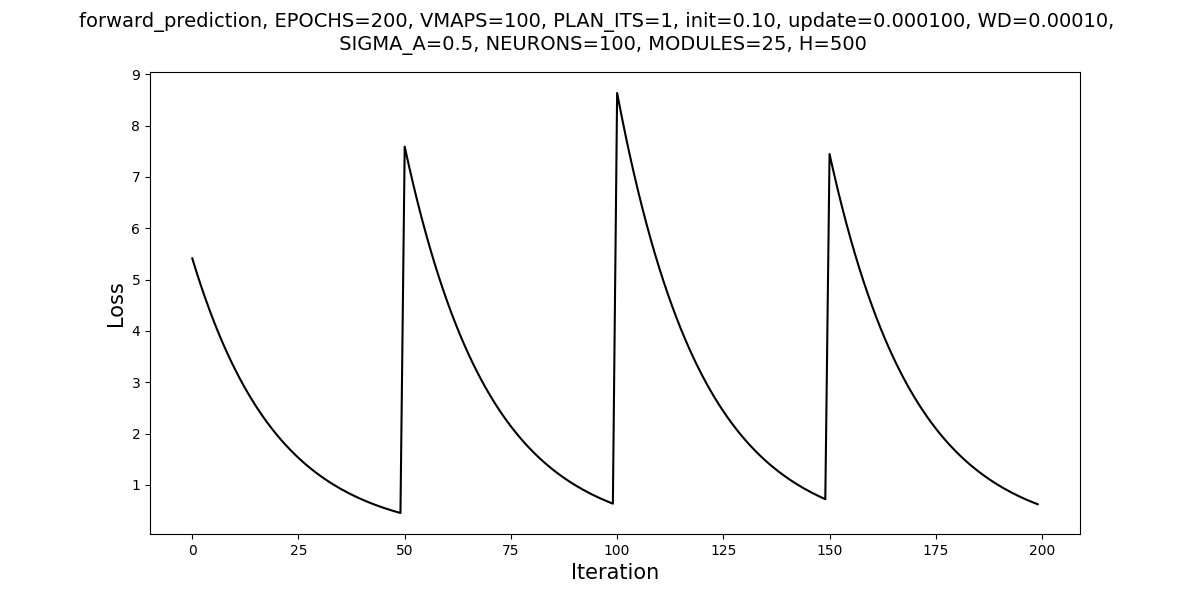 forward_prediction, EPOCHS=200, VMAPS=100, PLAN_ITS=1, init=0.10, update=0.000100, WD=0.00010,
SIGMA_A=0.5, NEURONS=100, MODULES=25, H=500
9
8
7
6
5
4
3
2
1
Loss
0 25 50 75 100 125 150 175 200
Iteration